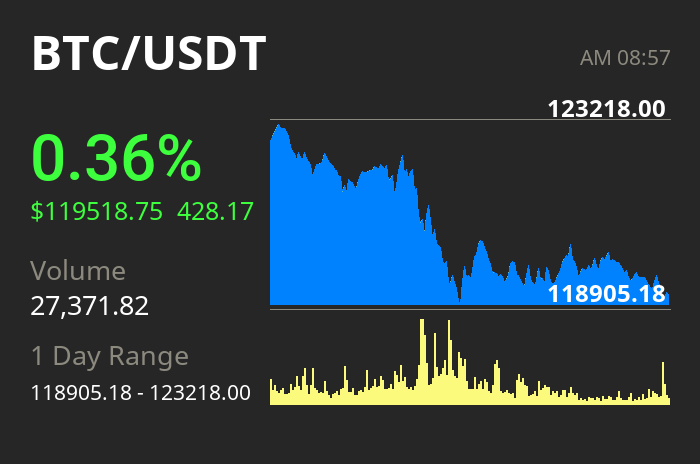 BTC/USDT
AM 08:57
123218.00
0.36%
$119518.75 428.17
Volume
27,371.82
118905.18
1 Day Range
118905.18 - 123218.00